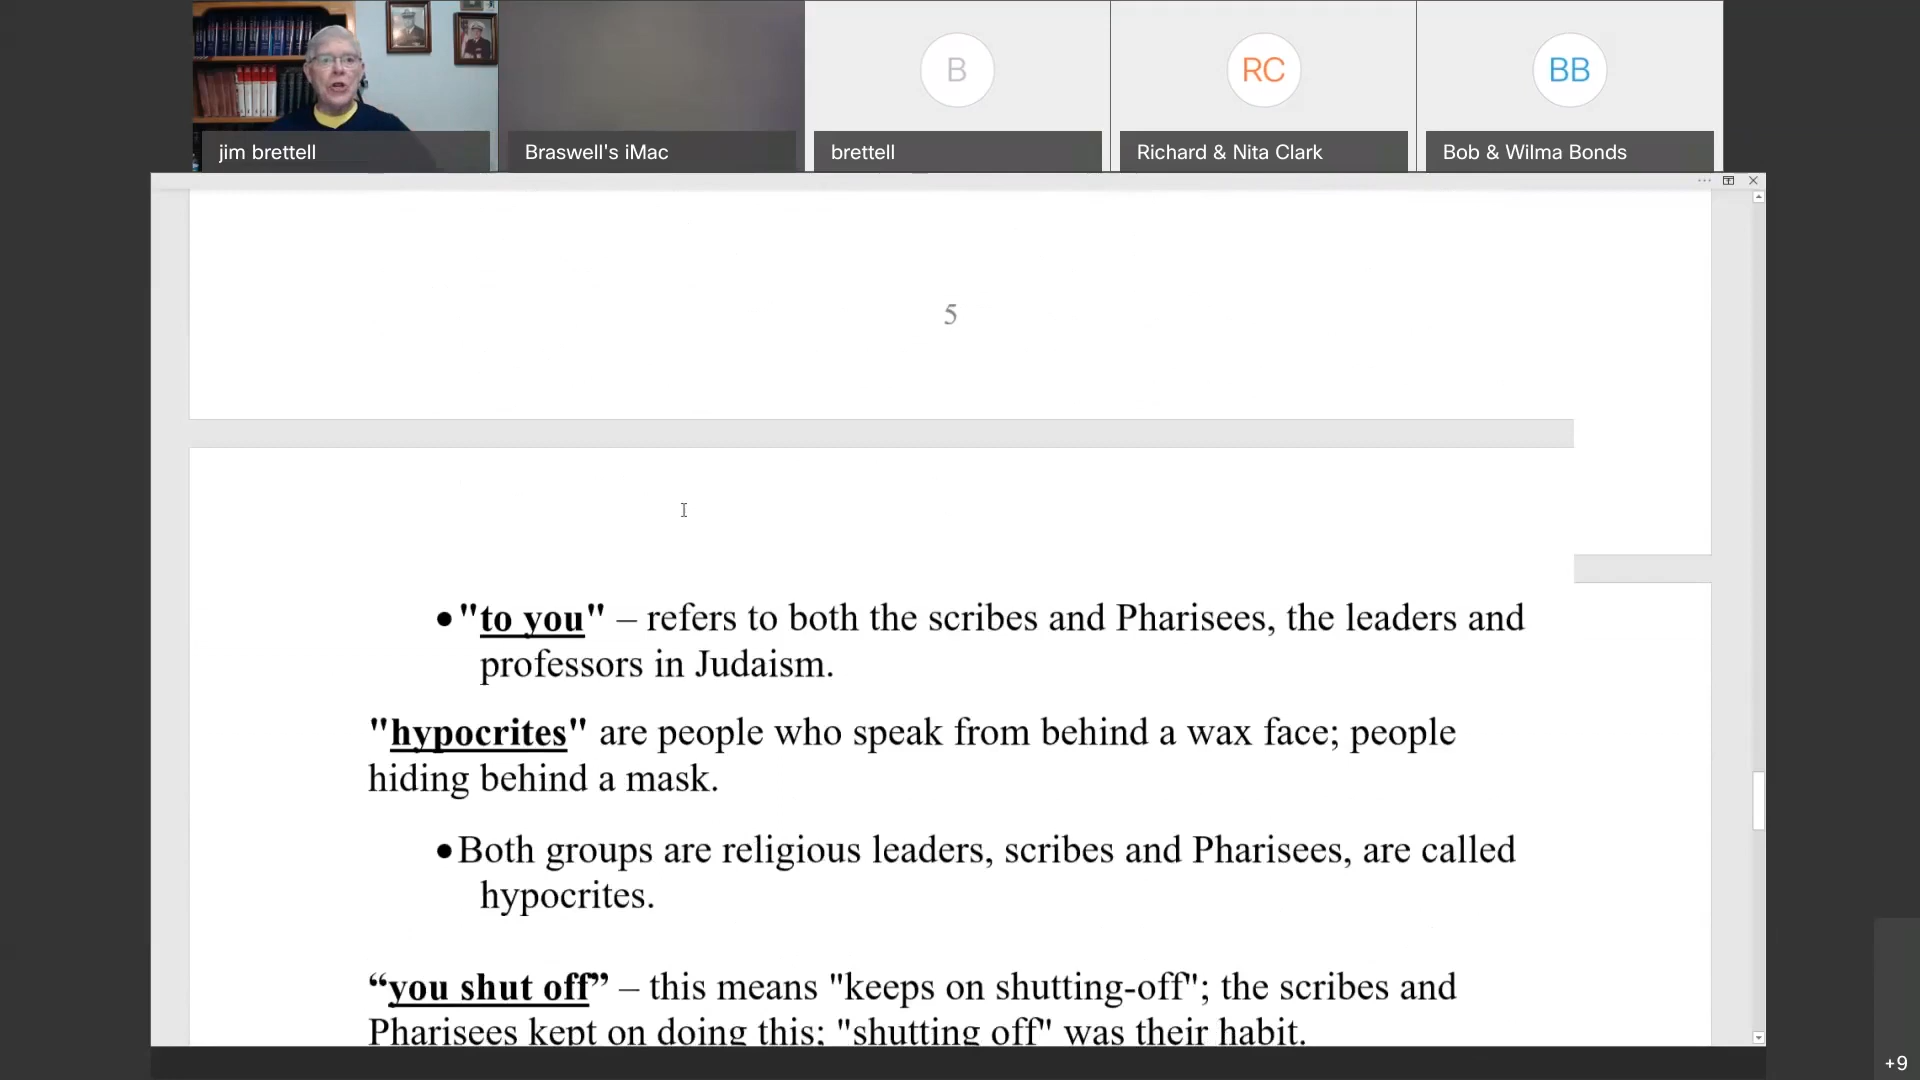 B
RC
BB
jim brettell
Braswell's iMac
brettell
Richard & Nita Clark
Bob & Wilma Bonds
5
● "to you" – refers to both the scribes and Pharisees, the leaders and
professors in Judaism.
"hypocrites" are people who speak from behind a wax face; people
hiding behind a mask.
● Both groups are religious leaders, scribes and Pharisees, are called
hypocrites.
“you shut off” – this means "keeps on shutting-off"; the scribes and
Pharisees kept on doing this; "shutting off" was their habit.
+9